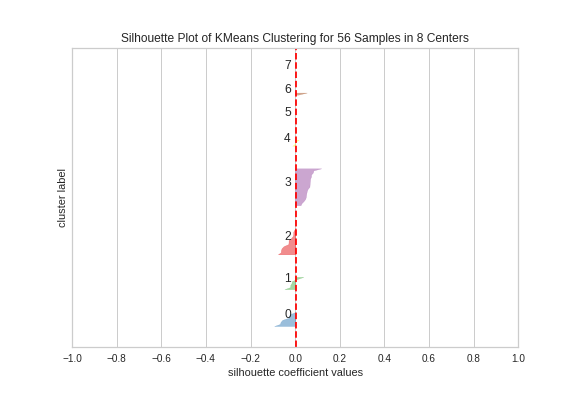 Silhouette Plot of KMeans Clustering for 56 Samples in 8 Centers
7
6
5
4
3
2
1
0
cluster label
−1.0 −0.8 −0.6 −0.4 −0.2 0.0 0.2 0.4 0.6 0.8 1.0
silhouette coefficient values